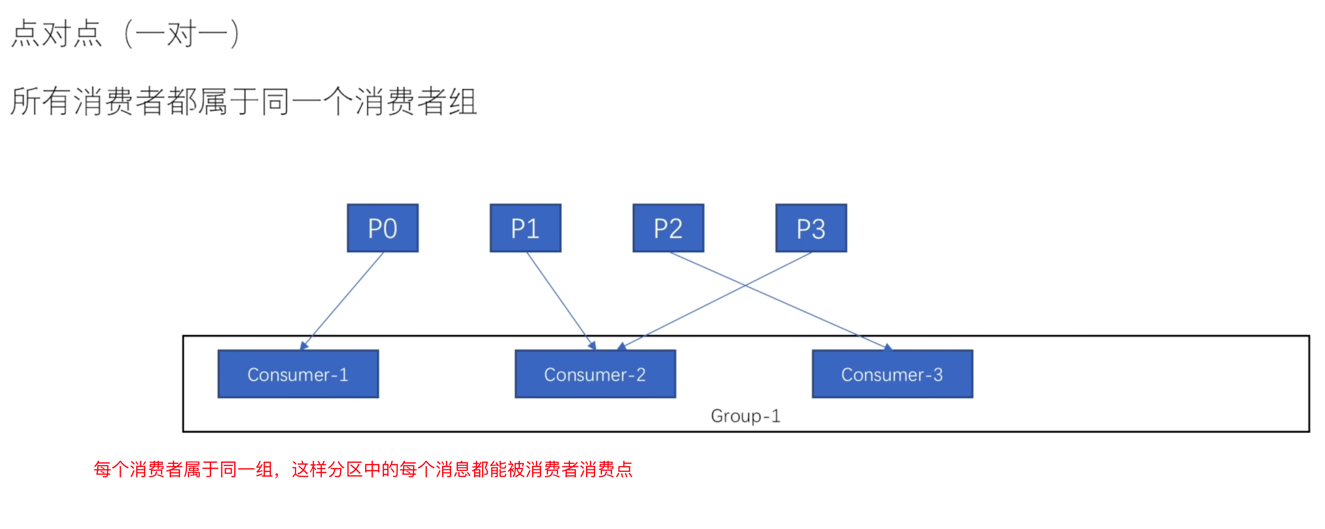 点对点（一对一）
所有消费者都属于同一个消费者组
P0 P1 P2 P3
Consumer-1 Consumer-2 Consumer-3
Group-1
每个消费者属于同一组，这样分区中的每个消息都能被消费者消费点